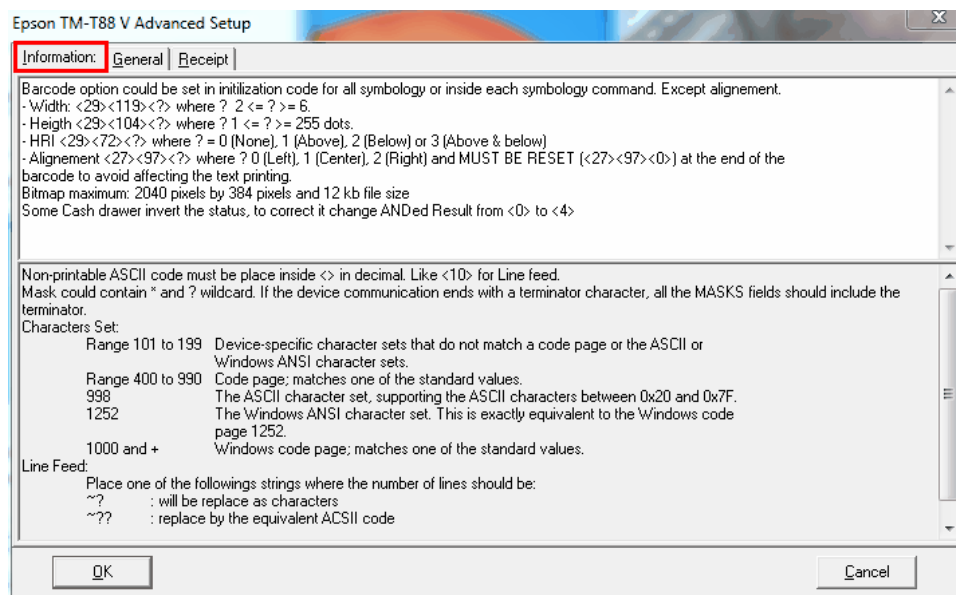 Epson TM-T88 V Advanced Setup
Information: General Receipt
Barcode option could be set in initilization code for all symbology or inside each symbology command. Except alignement.
- Width: <29><119><?> where ? 2 <= ? >= 6.
- Heigth <29><104><?> where ? 1 <= ? >= 255 dots.
- HRI <29><72><?> where ? = 0 (None), 1 (Above), 2 (Below) or 3 (Above & below)
- Alignement <27><97><?> where ? 0 (Left), 1 (Center), 2 (Right) and MUST BE RESET (<27><97><0>) at the end of the
barcode to avoid affecting the text printing.
Bitmap maximum: 2040 pixels by 384 pixels and 12 kb file size
Some Cash drawer invert the status, to correct it change ANDed Result from <0> to <4>
Non-printable ASCII code must be place inside <> in decimal. Like <10> for Line feed.
Mask could contain * and ? wildcard. If the device communication ends with a terminator character, all the MASKS fields should include the
terminator.
Characters Set:
Range 101 to 199 Device-specific character sets that do not match a code page or the ASCII or
Windows ANSI character sets.
Range 400 to 990 Code page; matches one of the standard values.
998 The ASCII character set, supporting the ASCII characters between 0x20 and 0x7F.
1252 The Windows ANSI character set. This is exactly equivalent to the Windows code
page 1252.
1000 and + Windows code page; matches one of the standard values.
Line Feed:
Place one of the followings strings where the number of lines should be:
~? : will be replace as characters
~?? : replace by the equivalent ACSII code
OK Cancel